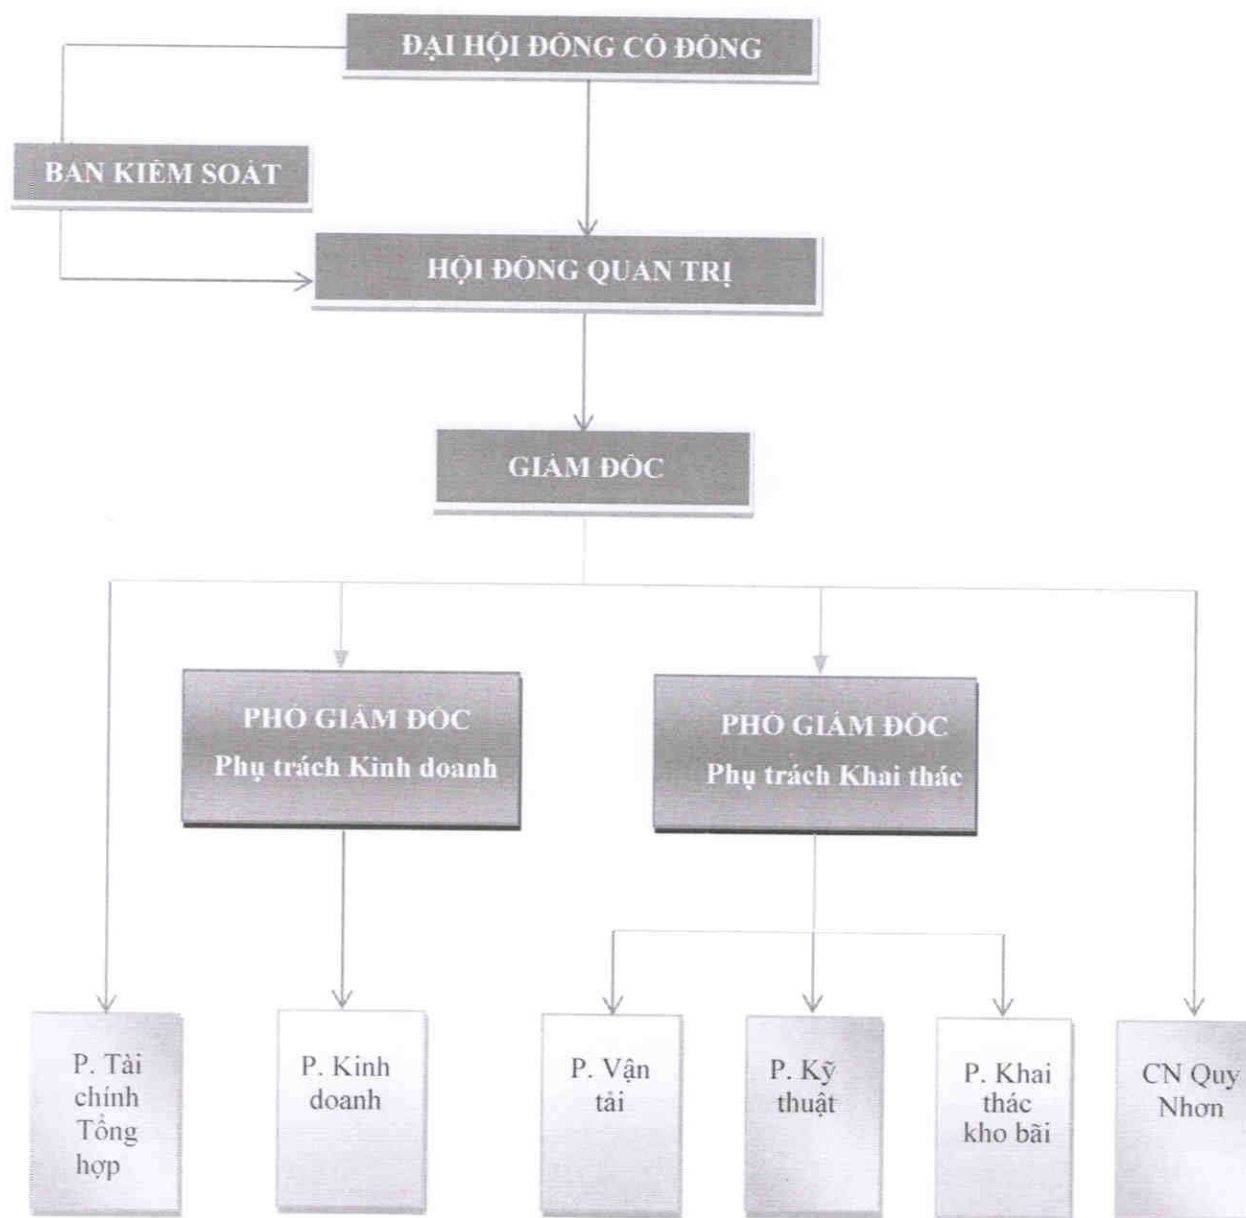 ĐẠI HỘI ĐỒNG CỔ ĐÔNG
BAN KIỂM SOÁT
HỘI ĐỒNG QUẢN TRỊ
GIÁM ĐỐC
PHÓ GIÁM ĐỐC
Phụ trách Kinh doanh
PHÓ GIÁM ĐỐC
Phụ trách Khai thác
P. Tài
chính
Tổng
hợp
P. Kinh
doanh
P. Vận
tải
P. Kỹ
thuật
P. Khai
thác
kho bãi
CN Quy
Nhơn